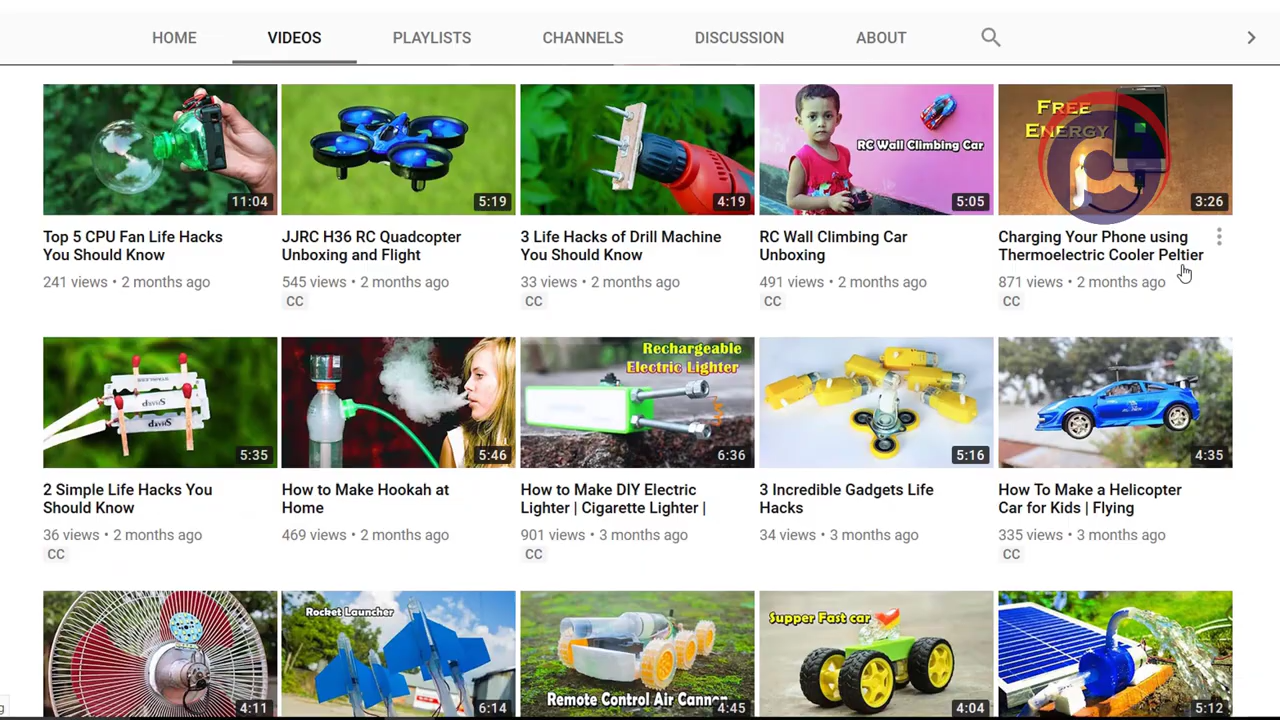 HOME VIDEOS PLAYLISTS CHANNELS DISCUSSION ABOUT
11:04
5:19
4:19
RC Wall Climbing Car
5:05
FREE
ENERGY
3:26
Top 5 CPU Fan Life Hacks
You Should Know
241 views • 2 months ago
JJRC H36 RC Quadcopter
Unboxing and Flight
545 views • 2 months ago
CC
3 Life Hacks of Drill Machine
You Should Know
33 views • 2 months ago
CC
RC Wall Climbing Car
Unboxing
491 views • 2 months ago
CC
Charging Your Phone using
Thermoelectric Cooler Peltier
871 views • 2 months ago
CC
5:35
5:46
Rechargeable
Electric Lighter
6:36
5:16
4:35
2 Simple Life Hacks You
Should Know
36 views • 2 months ago
CC
How to Make Hookah at
Home
469 views • 2 months ago
How to Make DIY Electric
Lighter | Cigarette Lighter |
901 views • 3 months ago
CC
3 Incredible Gadgets Life
Hacks
34 views • 3 months ago
How To Make a Helicopter
Car for Kids | Flying
335 views • 3 months ago
CC
4:11
Rocket Launcher
6:14
Remote Control Air Cannon
4:45
Supper Fast car
4:04
5:12